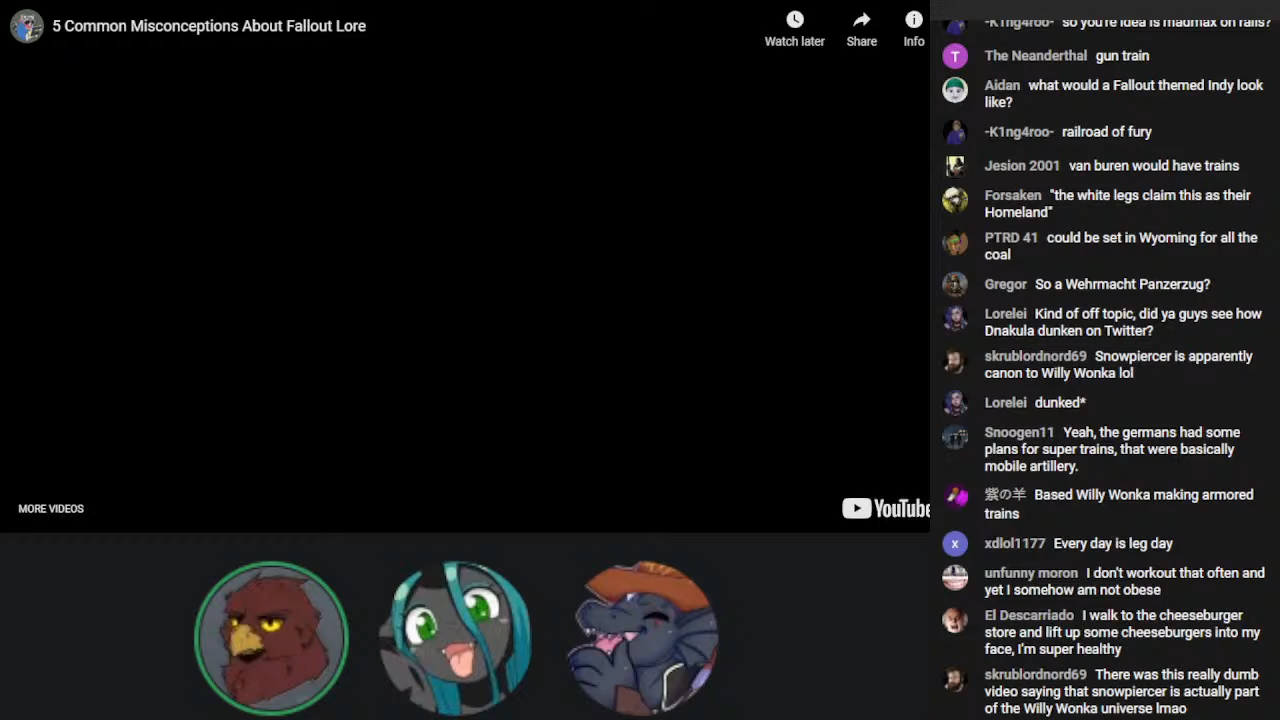 5 Common Misconceptions About Fallout Lore
Watch later
Share
Info
MORE VIDEOS
YouTube
-K1ng4roo- so you're idea is madmax on rails?
T
The Neanderthal gun train
Aidan what would a Fallout themed Indy look
like?
-K1ng4roo- railroad of fury
Jesion 2001 van buren would have trains
Forsaken "the white legs claim this as their
Homeland"
PTRD 41 could be set in Wyoming for all the
coal
Gregor So a Wehrmacht Panzerzug?
Lorelei Kind of off topic, did ya guys see how
Dnakula dunken on Twitter?
skrublordnord69 Snowpiercer is apparently
canon to Willy Wonka lol
Lorelei dunked*
Snoogen11 Yeah, the germans had some
plans for super trains, that were basically
mobile artillery.
紫の羊 Based Willy Wonka making armored
trains
x
xdlol1177 Every day is leg day
unfunny moron I don't workout that often and
yet I somehow am not obese
El Descarriado I walk to the cheeseburger
store and lift up some cheeseburgers into my
face, I'm super healthy
skrublordnord69 There was this really dumb
video saying that snowpiercer is actually part
of the Willy Wonka universe lmao